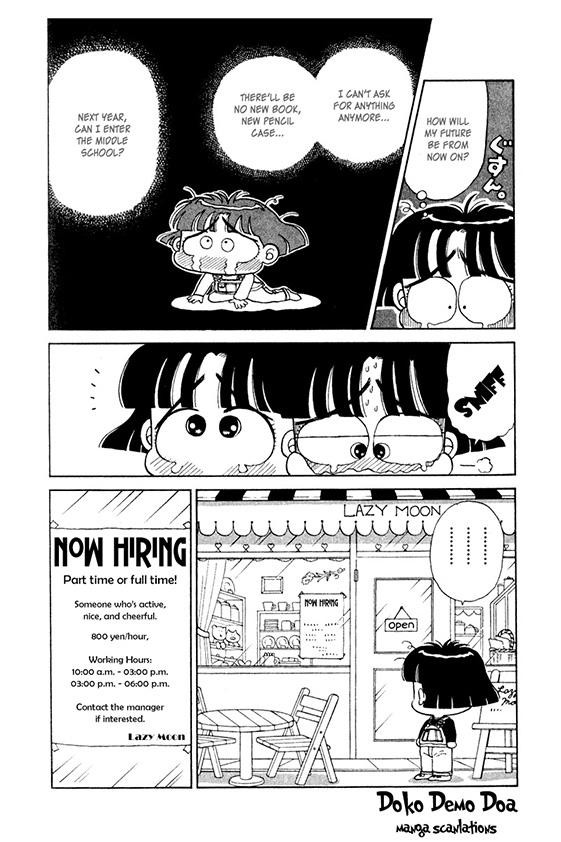 HOW WILL
MY FUTURE
BE FROM
NOW ON?
ぐすん。
I CAN'T ASK
FOR ANYTHING
ANYMORE...
THERE'LL BE
NO NEW BOOK,
NEW PENCIL
CASE...
NEXT YEAR,
CAN I ENTER
THE MIDDLE
SCHOOL?
SNIFF
LAZY MOON
NOW HIRING
open
NOW HIRING
Part time or full time!
Someone who's active,
nice, and cheerful.
800 yen/hour,
Working Hours:
10:00 a.m. - 03:00 p.m.
03:00 p.m. - 06:00 p.m.
Contact the manager
if interested.
Lazy Moon
Doko Demo Doa
manga scanlations